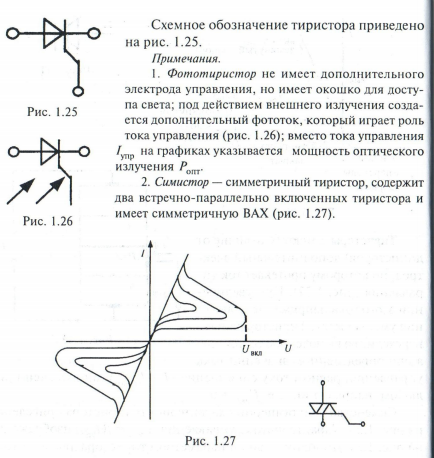 Схемное обозначение тиристора приведено
на рис. 1.25.
Примечания.
1. Фототиристор не имеет дополнительного
электрода управления, но имеет окошко для досту-
па света; под действием внешнего излучения созда-
ется дополнительный фототок, который играет роль
тока управления (рис. 1.26); вместо тока управления
Iупр на графиках указывается мощность оптического
излучения Pопт.
2. Симистор — симметричный тиристор, содержит
два встречно-параллельно включенных тиристора и
имеет симметричную ВАХ (рис. 1.27).
Рис. 1.25
Рис. 1.26
I
Uвкл
U
Рис. 1.27